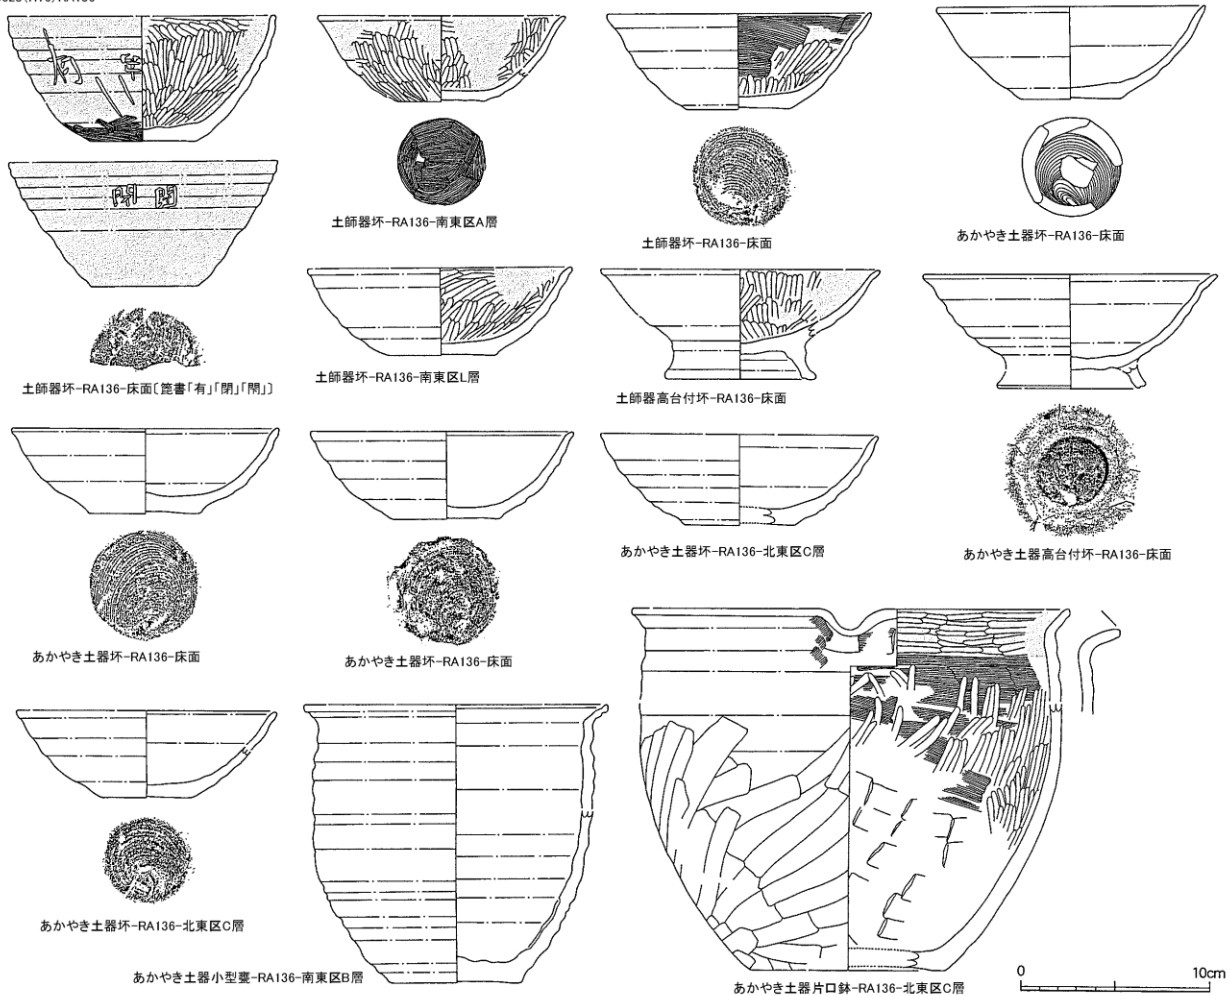 土師器坏-RA136-南東区A層
土師器坏-RA136-床面
あかやき土器坏-RA136-床面
土師器坏-RA136-床面〔箆書「有」「閉」「閇」〕
土師器坏-RA136-南東区L層
土師器高台付坏-RA136-床面
あかやき土器坏-RA136-北東区C層
あかやき土器高台付坏-RA136-床面
あかやき土器坏-RA136-床面
あかやき土器坏-RA136-床面
あかやき土器坏-RA136-北東区C層
あかやき土器小型甕-RA136-南東区B層
あかやき土器片口鉢-RA136-北東区C層
0 10cm